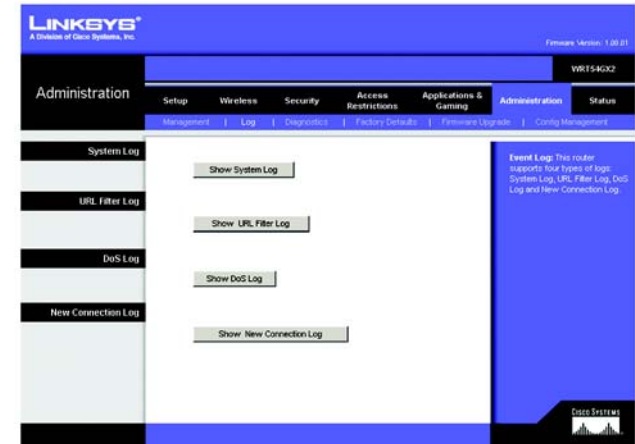 LINKSYS®
A Division of Cisco Systems, Inc.
Firmware Version: 1.00.01
WRT54GX2
Administration
Setup Wireless Security Access Restrictions Applications & Gaming Administration Status
Management | Log | Diagnostics | Factory Defaults | Firmware Upgrade | Config Management
System Log
Show System Log
URL Filter Log
Show URL Filter Log
DoS Log
Show DoS Log
New Connection Log
Show New Connection Log
Event Log: This
router
supports four types of logs:
System Log, URL Filter Log, DoS
Log and New Connection Log.
CISCO SYSTEMS